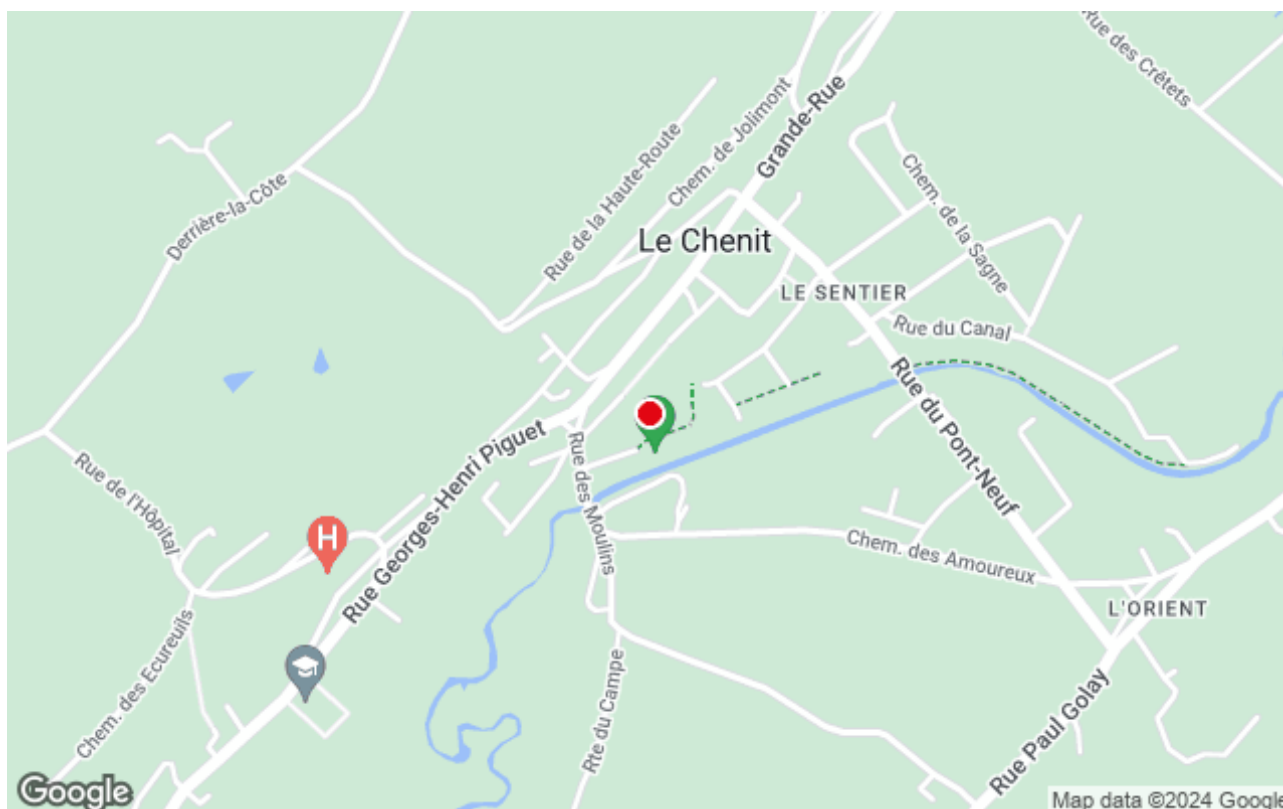 Rue des Crêtets
Grande-Rue
Chem. de Jolimont
Rue de la Haute-Route
Derrière-la-Côte
Chem. de la Sagne
Le Chenit
LE SENTIER
Rue du Canal
Rue du Pont-Neuf
Rue Georges-Henri Piguet
Rue des Moulins
Rue de l'Hôpital
H
Chem. des Amoureux
L'ORIENT
Chem. des Ecureuils
Rte du Campe
Rue Paul Golay
Google
Map data ©2024 Google